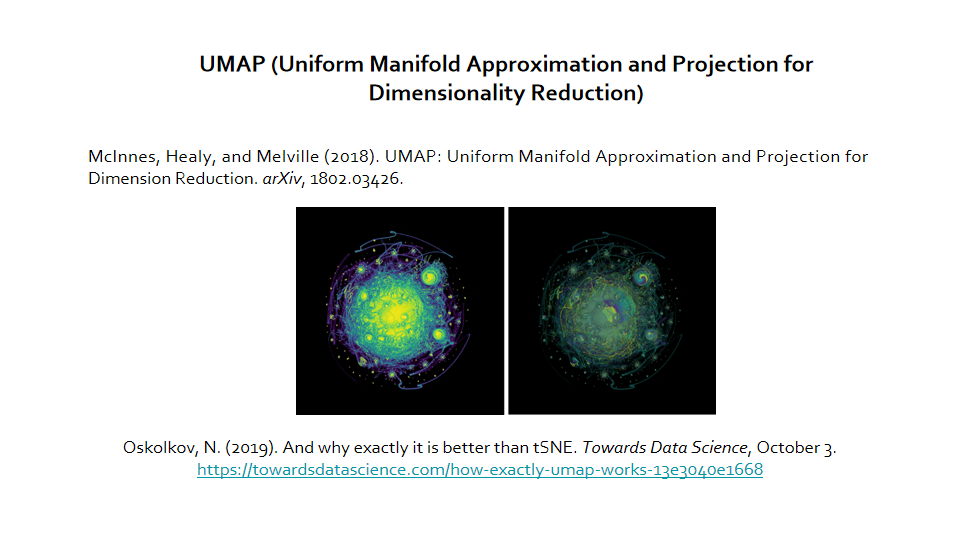 UMAP (Uniform Manifold Approximation and Projection for
Dimensionality Reduction)
McInnes, Healy, and Melville (2018). UMAP: Uniform Manifold Approximation and Projection for
Dimension Reduction. arXiv, 1802.03426.
Oskolkov, N. (2019). And why exactly it is better than tSNE. Towards Data Science, October 3.
https://towardsdatascience.com/how-exactly-umap-works-13e3040e1668